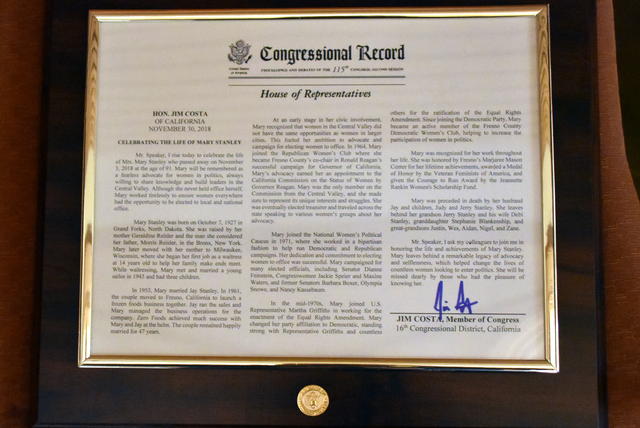 Congressional Record
United States
of America
PROCEEDINGS AND DEBATES OF THE 115th CONGRESS, SECOND SESSION
House of Representatives
HON. JIM COSTA
OF CALIFORNIA
NOVEMBER 30, 2018
CELEBRATING THE LIFE OF MARY STANLEY
Mr. Speaker, I rise today to celebrate the life
of Mrs. Mary Stanley who passed away on November
3, 2018 at the age of 91. Mary will be remembered as
a fearless advocate for women in politics, always
willing to share knowledge and build leaders in the
Central Valley. Although she never held office herself,
Mary worked tirelessly to ensure women everywhere
had the opportunity to be elected to local and national
office.
Mary Stanley was born on October 7, 1927 in
Grand Forks, North Dakota. She was raised by her
mother Geraldine Reisler and the man she considered
her father, Morris Reisler, in the Bronx, New York.
Mary later moved with her mother to Milwaukee,
Wisconsin, where she began her first job as a waitress
at 14 years old to help her family make ends meet.
While waitressing, Mary met and married a young
sailor in 1943 and had three children.
In 1953, Mary married Jay Stanley. In 1961,
the couple moved to Fresno, California to launch a
frozen foods business together. Jay ran the sales and
Mary managed the business operations for the
company. Zero Foods achieved much success with
Mary and Jay at the helm. The couple remained happily
married for 47 years.
At an early stage in her civic involvement,
Mary recognized that women in the Central Valley did
not have the same opportunities as women in larger
cities. This fueled her ambition to advocate and
campaign for electing women to office. In 1964, Mary
joined the Republican Women's Club where she
became Fresno County's co-chair in Ronald Reagan's
successful campaign for Governor of California.
Mary's advocacy earned her an appointment to the
California Commission on the Status of Women by
Governor Reagan. Mary was the only member on the
Commission from the Central Valley, and she made
sure to represent its unique interests and struggles. She
was eventually elected treasurer and traveled across the
state speaking to various women's groups about her
advocacy.
Mary joined the National Women's Political
Caucus in 1971, where she worked in a bipartisan
fashion to help run Democratic and Republican
campaigns. Her dedication and commitment to electing
women to office was successful. Mary campaigned for
many elected officials, including Senator Dianne
Feinstein, Congresswomen Jackie Speier and Maxine
Waters, and former Senators Barbara Boxer, Olympia
Snowe, and Nancy Kassebaum.
In the mid-1970s, Mary joined U.S.
Representative Martha Griffiths in working for the
enactment of the Equal Rights Amendment. Mary
changed her party affiliation to Democratic, standing
strong with Representative Griffiths and countless
others for the ratification of the Equal Rights
Amendment. Since joining the Democratic Party, Mary
became an active member of the Fresno County
Democratic Women's Club, helping to increase the
participation of women in politics.
Mary was recognized for her work throughout
her life. She was honored by Fresno's Marjaree Mason
Center for her lifetime achievements, awarded a Medal
of Honor by the Veteran Feminists of America, and
given the Courage to Run Award by the Jeannette
Rankin Women's Scholarship Fund.
Mary was preceded in death by her husband
Jay and children, Judy and Jerry Stanley. She leaves
behind her grandson Jerry Stanley and his wife Debi
Stanley, granddaughter Stephanie Blankenship, and
great-grandsons Justin, Wes, Aidan, Nigel, and Zane.
Mr. Speaker, I ask my colleagues to join me in
honoring the life and achievements of Mary Stanley.
Mary leaves behind a remarkable legacy of advocacy
and selflessness, which helped change the lives of
countless women looking to enter politics. She will be
missed dearly by those who had the pleasure of
knowing her.
JIM COSTA, Member of Congress
16th Congressional District, California